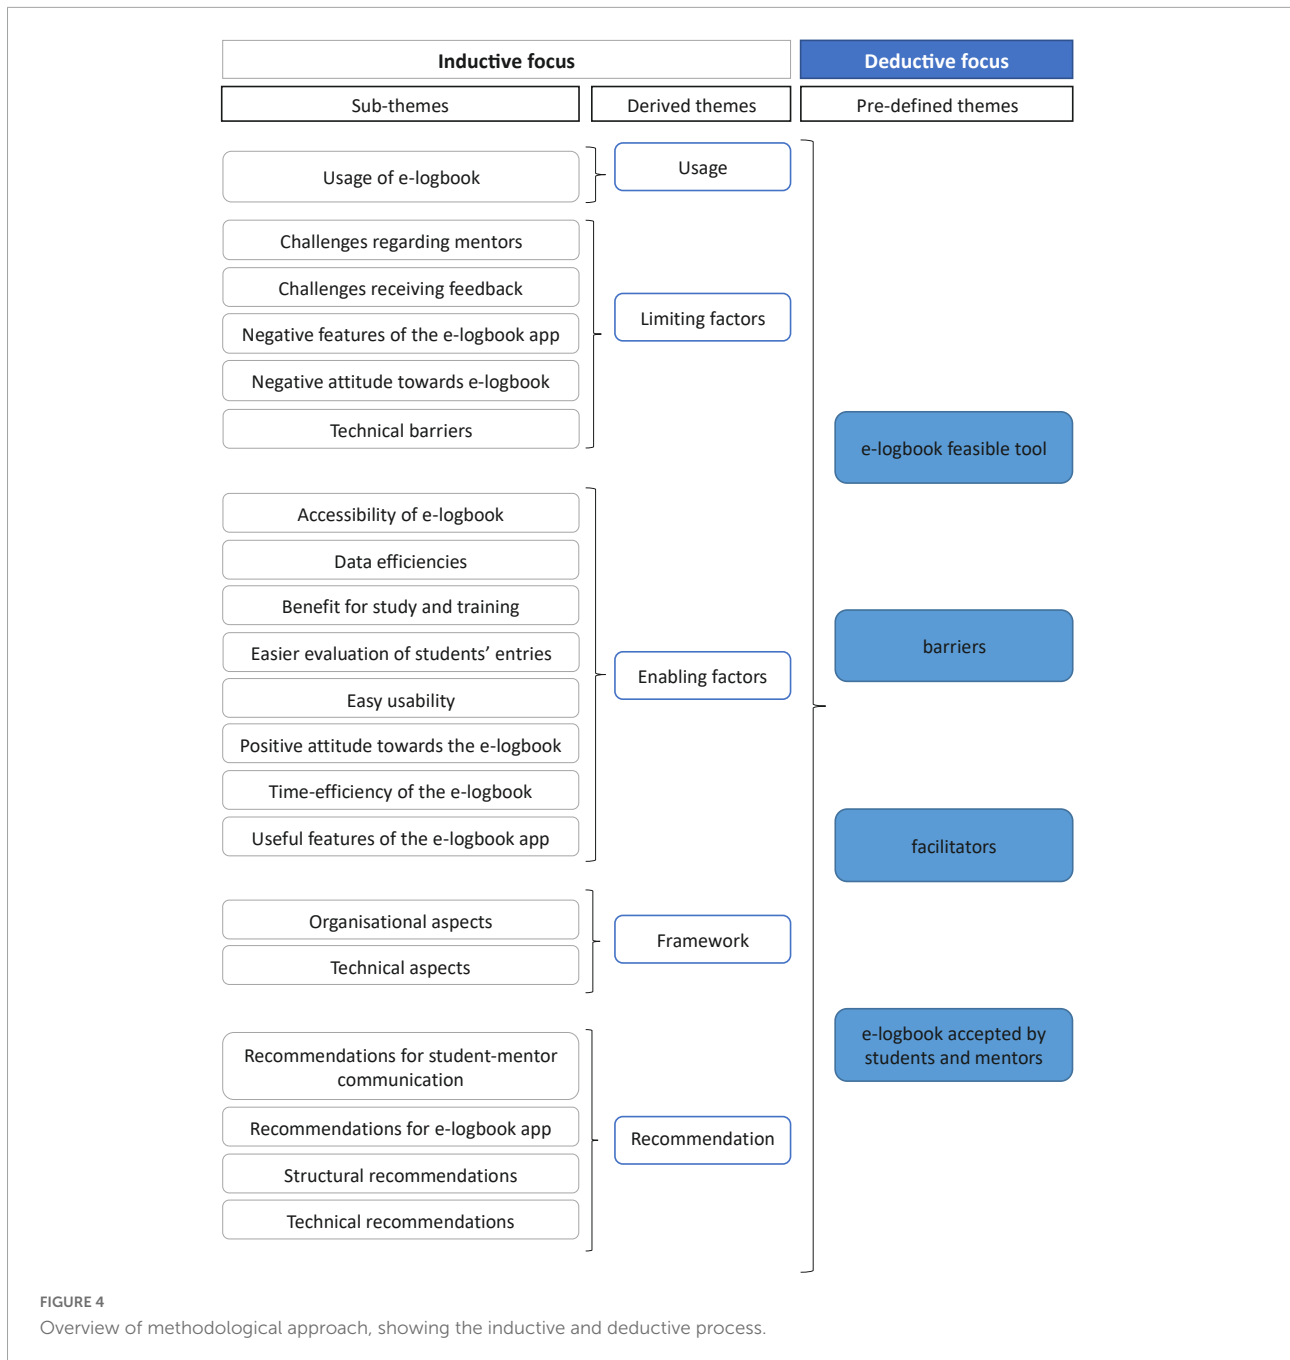 Inductive focus
Deductive focus
Sub-themes
Derived themes
Pre-defined themes
Usage of e-logbook
Usage
Challenges regarding mentors
Challenges receiving feedback
Negative features of the e-logbook app
Negative attitude towards e-logbook
Technical barriers
Limiting factors
Accessibility of e-logbook
Data efficiencies
Benefit for study and training
Easier evaluation of students' entries
Easy usability
Positive attitude towards the e-logbook
Time-efficiency of the e-logbook
Useful features of the e-logbook app
Enabling factors
Organisational aspects
Technical aspects
Framework
Recommendations for student-mentor
communication
Recommendations for e-logbook app
Structural recommendations
Technical recommendations
Recommendation
e-logbook feasible tool
barriers
facilitators
e-logbook accepted by
students and mentors
FIGURE 4
Overview of methodological approach, showing the inductive and deductive process.